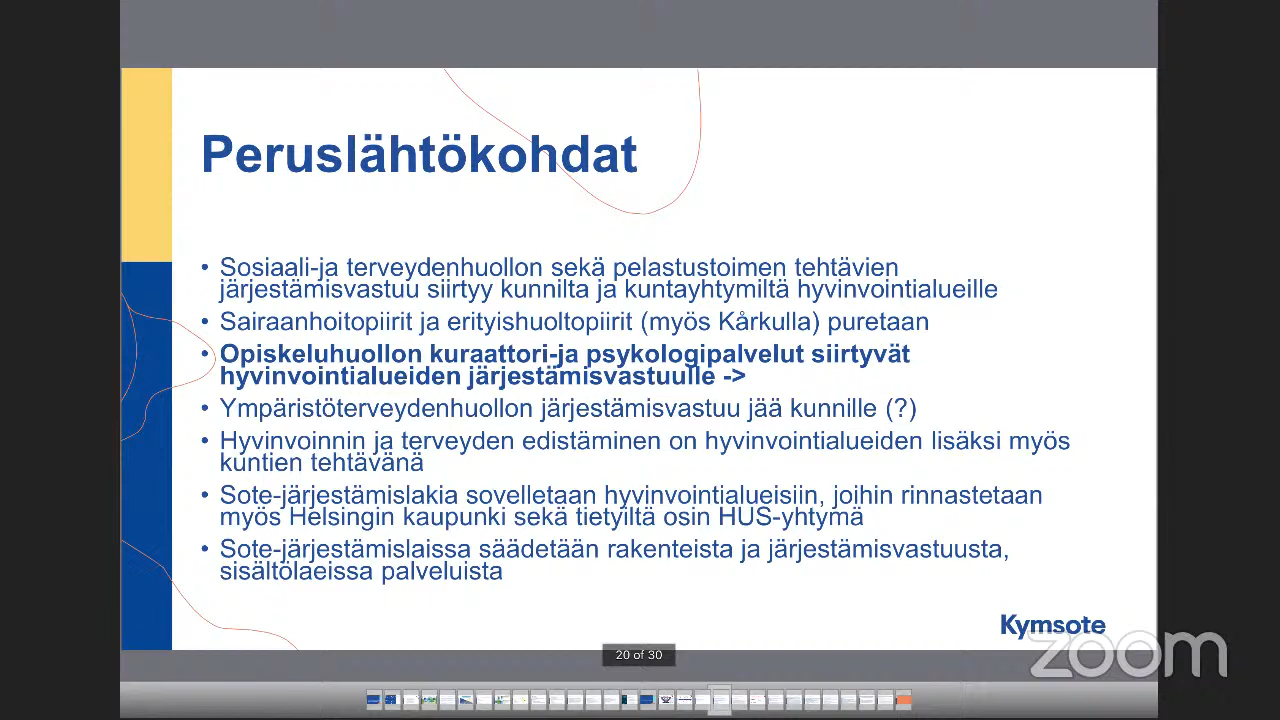 Peruslähtökohdat
• Sosiaali-ja terveydenhuollon sekä pelastustoimen tehtävien
järjestämisvastuu siirtyy kunnilta ja kuntayhtymiltä hyvinvointialueille
• Sairaanhoitopiirit ja erityishuoltopiirit (myös Kårkulla) puretaan
• Opiskeluhuollon kuraattori-ja psykologipalvelut siirtyvät
hyvinvointialueiden järjestämisvastuulle ->
• Ympäristöterveydenhuollon järjestämisvastuu jää kunnille (?)
• Hyvinvoinnin ja terveyden edistäminen on hyvinvointialueiden lisäksi myös
kuntien tehtävänä
• Sote-järjestämislakia sovelletaan hyvinvointialueisiin, joihin rinnastetaan
myös Helsingin kaupunki sekä tietyiltä osin HUS-yhtymä
• Sote-järjestämislaissa säädetään rakenteista ja järjestämisvastuusta,
sisältölaeissa palveluista
Kymsote
zoom
20 of 30